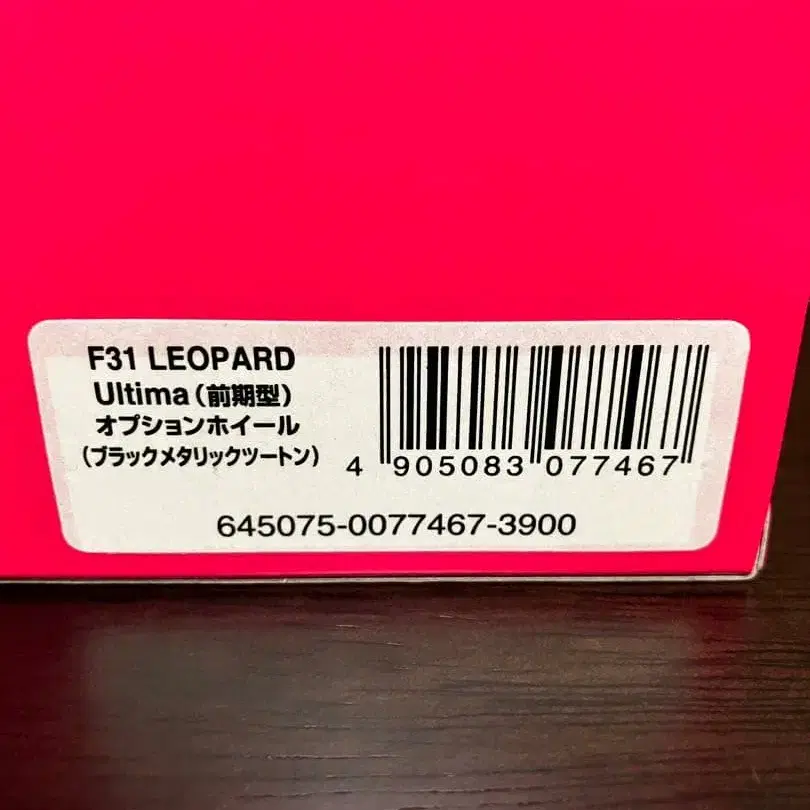 F31 LEOPARD
Ultima(前期型)
オプションホイール
(ブラックメタリックツートン)
4 905083 077467
645075-0077467-3900